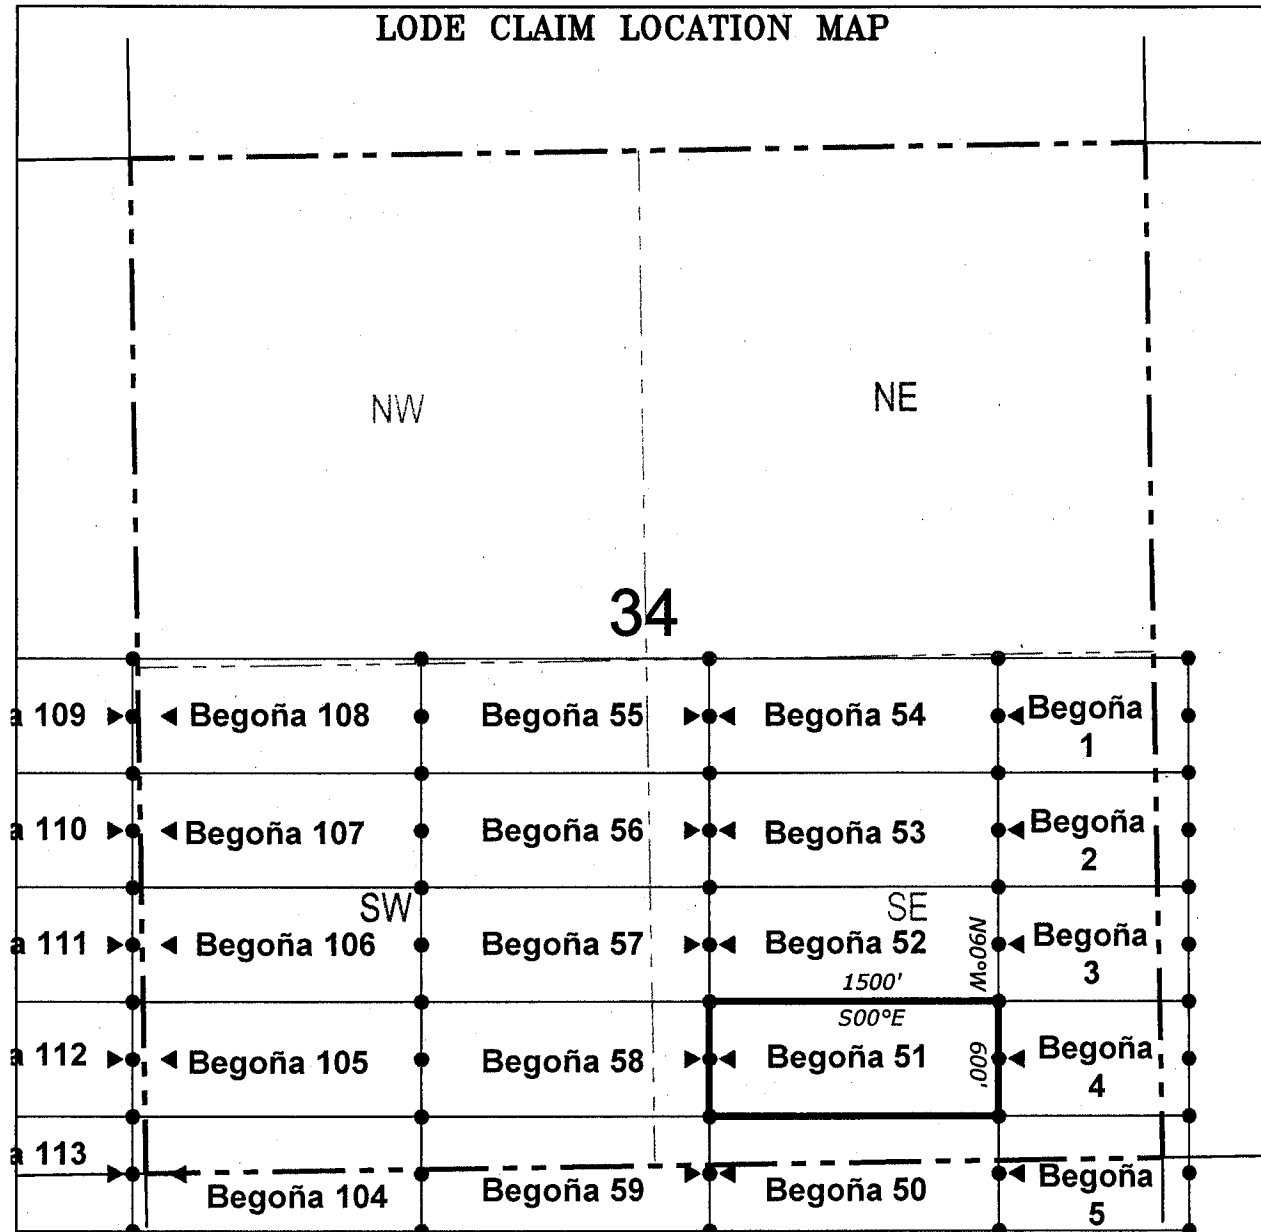 LODE CLAIM LOCATION MAP
NW
NE
34
a 109
Begoña 108
Begoña 55
Begoña 54
Begoña
1
a 110
Begoña 107
Begoña 56
Begoña 53
Begoña
2
SW
SE
a 111
Begoña 106
Begoña 57
Begoña 52
N90°W
Begoña
3
1500'
S00°E
a 112
Begoña 105
Begoña 58
Begoña 51
600'
Begoña
4
a 113
Begoña 104
Begoña 59
Begoña 50
Begoña
5